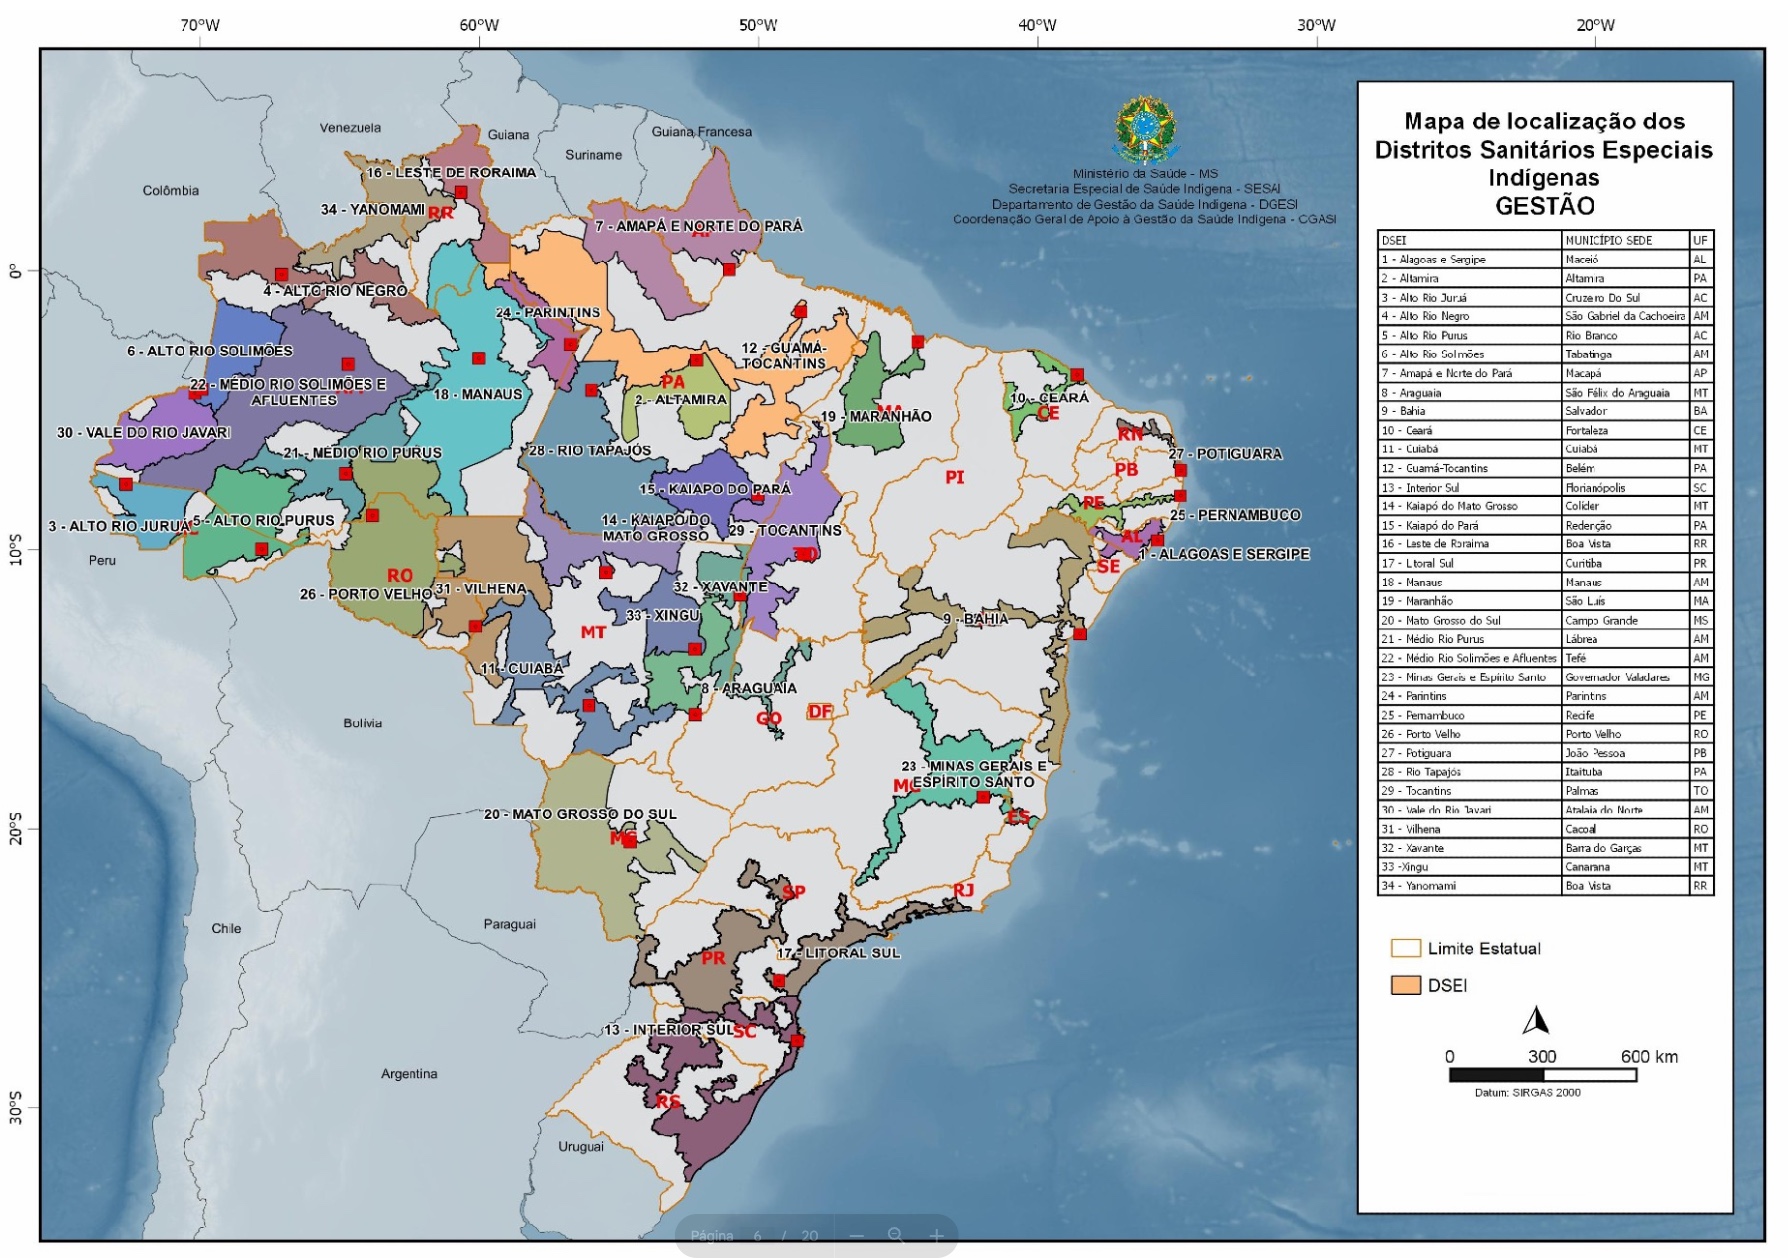 70°W 60°W 50°W 40°W 30°W 20°W
0°
10°S
20°S
30°S
Venezuela
Guiana
Suriname
Guiana Francesa
Colômbia
Peru
Bolívia
Chile
Paraguai
Argentina
Uruguai
16 - LESTE DE RORAIMA
34 - YANOMAMI
RR
7 - AMAPÁ E NORTE DO PARÁ
4 - ALTO RIO NEGRO
24 - PARINTINS
6 - ALTO RIO SOLIMÕES
12 - GUAMÁ-
TOCANTINS
22 - MÉDIO RIO SOLIMÕES E
AFLUENTES
18 - MANAUS
PA
2 - ALTAMIRA
19 - MARANHÃO
MA
10 - CEARÁ
CE
30 - VALE DO RIO JAVARI
RN
21 - MÉDIO RIO PURUS
28 - RIO TAPAJÓS
27 - POTIGUARA
PB
PI
15 - KAIAPO DO PARÁ
PE
25 - PERNAMBUCO
3 - ALTO RIO JURUÁ
5 - ALTO RIO PURUS
14 - KAIAPÓ DO
MATO GROSSO
29 - TOCANTINS
TO
AL
1 - ALAGOAS E SERGIPE
SE
RO
26 - PORTO VELHO
31 - VILHENA
32 - XAVANTE
33 - XINGU
MT
9 - BAHIA
11 - CUIABÁ
8 - ARAGUAIA
GO
DF
23 - MINAS GERAIS E
ESPÍRITO SANTO
MG
ES
20 - MATO GROSSO DO SUL
MS
SP
RJ
PR
17 - LITORAL SUL
13 - INTERIOR SUL
SC
RS
Ministério da Saúde - MS
Secretaria Especial de Saúde Indígena - SESAI
Departamento de Gestão da Saúde Indígena - DGESI
Coordenação Geral de Apoio à Gestão da Saúde Indígena - CGASI
Mapa de localização dos
Distritos Sanitários Especiais
Indígenas
GESTÃO
DSEI MUNICÍPIO SEDE UF
1 - Alagoas e Sergipe Maceió AL
2 - Altamira Altamira PA
3 - Alto Rio Juruá Cruzeiro Do Sul AC
4 - Alto Rio Negro São Gabriel da Cachoeira AM
5 - Alto Rio Purus Rio Branco AC
6 - Alto Rio Solimões Tabatinga AM
7 - Amapá e Norte do Pará Macapá AP
8 - Araguaia São Félix do Araguaia MT
9 - Bahia Salvador BA
10 - Ceará Fortaleza CE
11 - Cuiabá Cuiabá MT
12 - Guamá-Tocantins Belém PA
13 - Interior Sul Florianópolis SC
14 - Kaiapó do Mato Grosso Colíder MT
15 - Kaiapó do Pará Redenção PA
16 - Leste de Roraima Boa Vista RR
17 - Litoral Sul Curitiba PR
18 - Manaus Manaus AM
19 - Maranhão São Luís MA
20 - Mato Grosso do Sul Campo Grande MS
21 - Médio Rio Purus Lábrea AM
22 - Médio Rio Solimões e Afluentes Tefé AM
23 - Minas Gerais e Espírito Santo Governador Valadares MG
24 - Parintins Parintins AM
25 - Pernambuco Recife PE
26 - Porto Velho Porto Velho RO
27 - Potiguara João Pessoa PB
28 - Rio Tapajós Itaituba PA
29 - Tocantins Palmas TO
30 - Vale do Rio Javari Atalaia do Norte AM
31 - Vilhena Cacoal RO
32 - Xavante Barra do Garças MT
33 -Xingu Canarana MT
34 - Yanomami Boa Vista RR
Limite Estatual
DSEI
0 300 600 km
Datum: SIRGAS 2000
Página 6 / 20